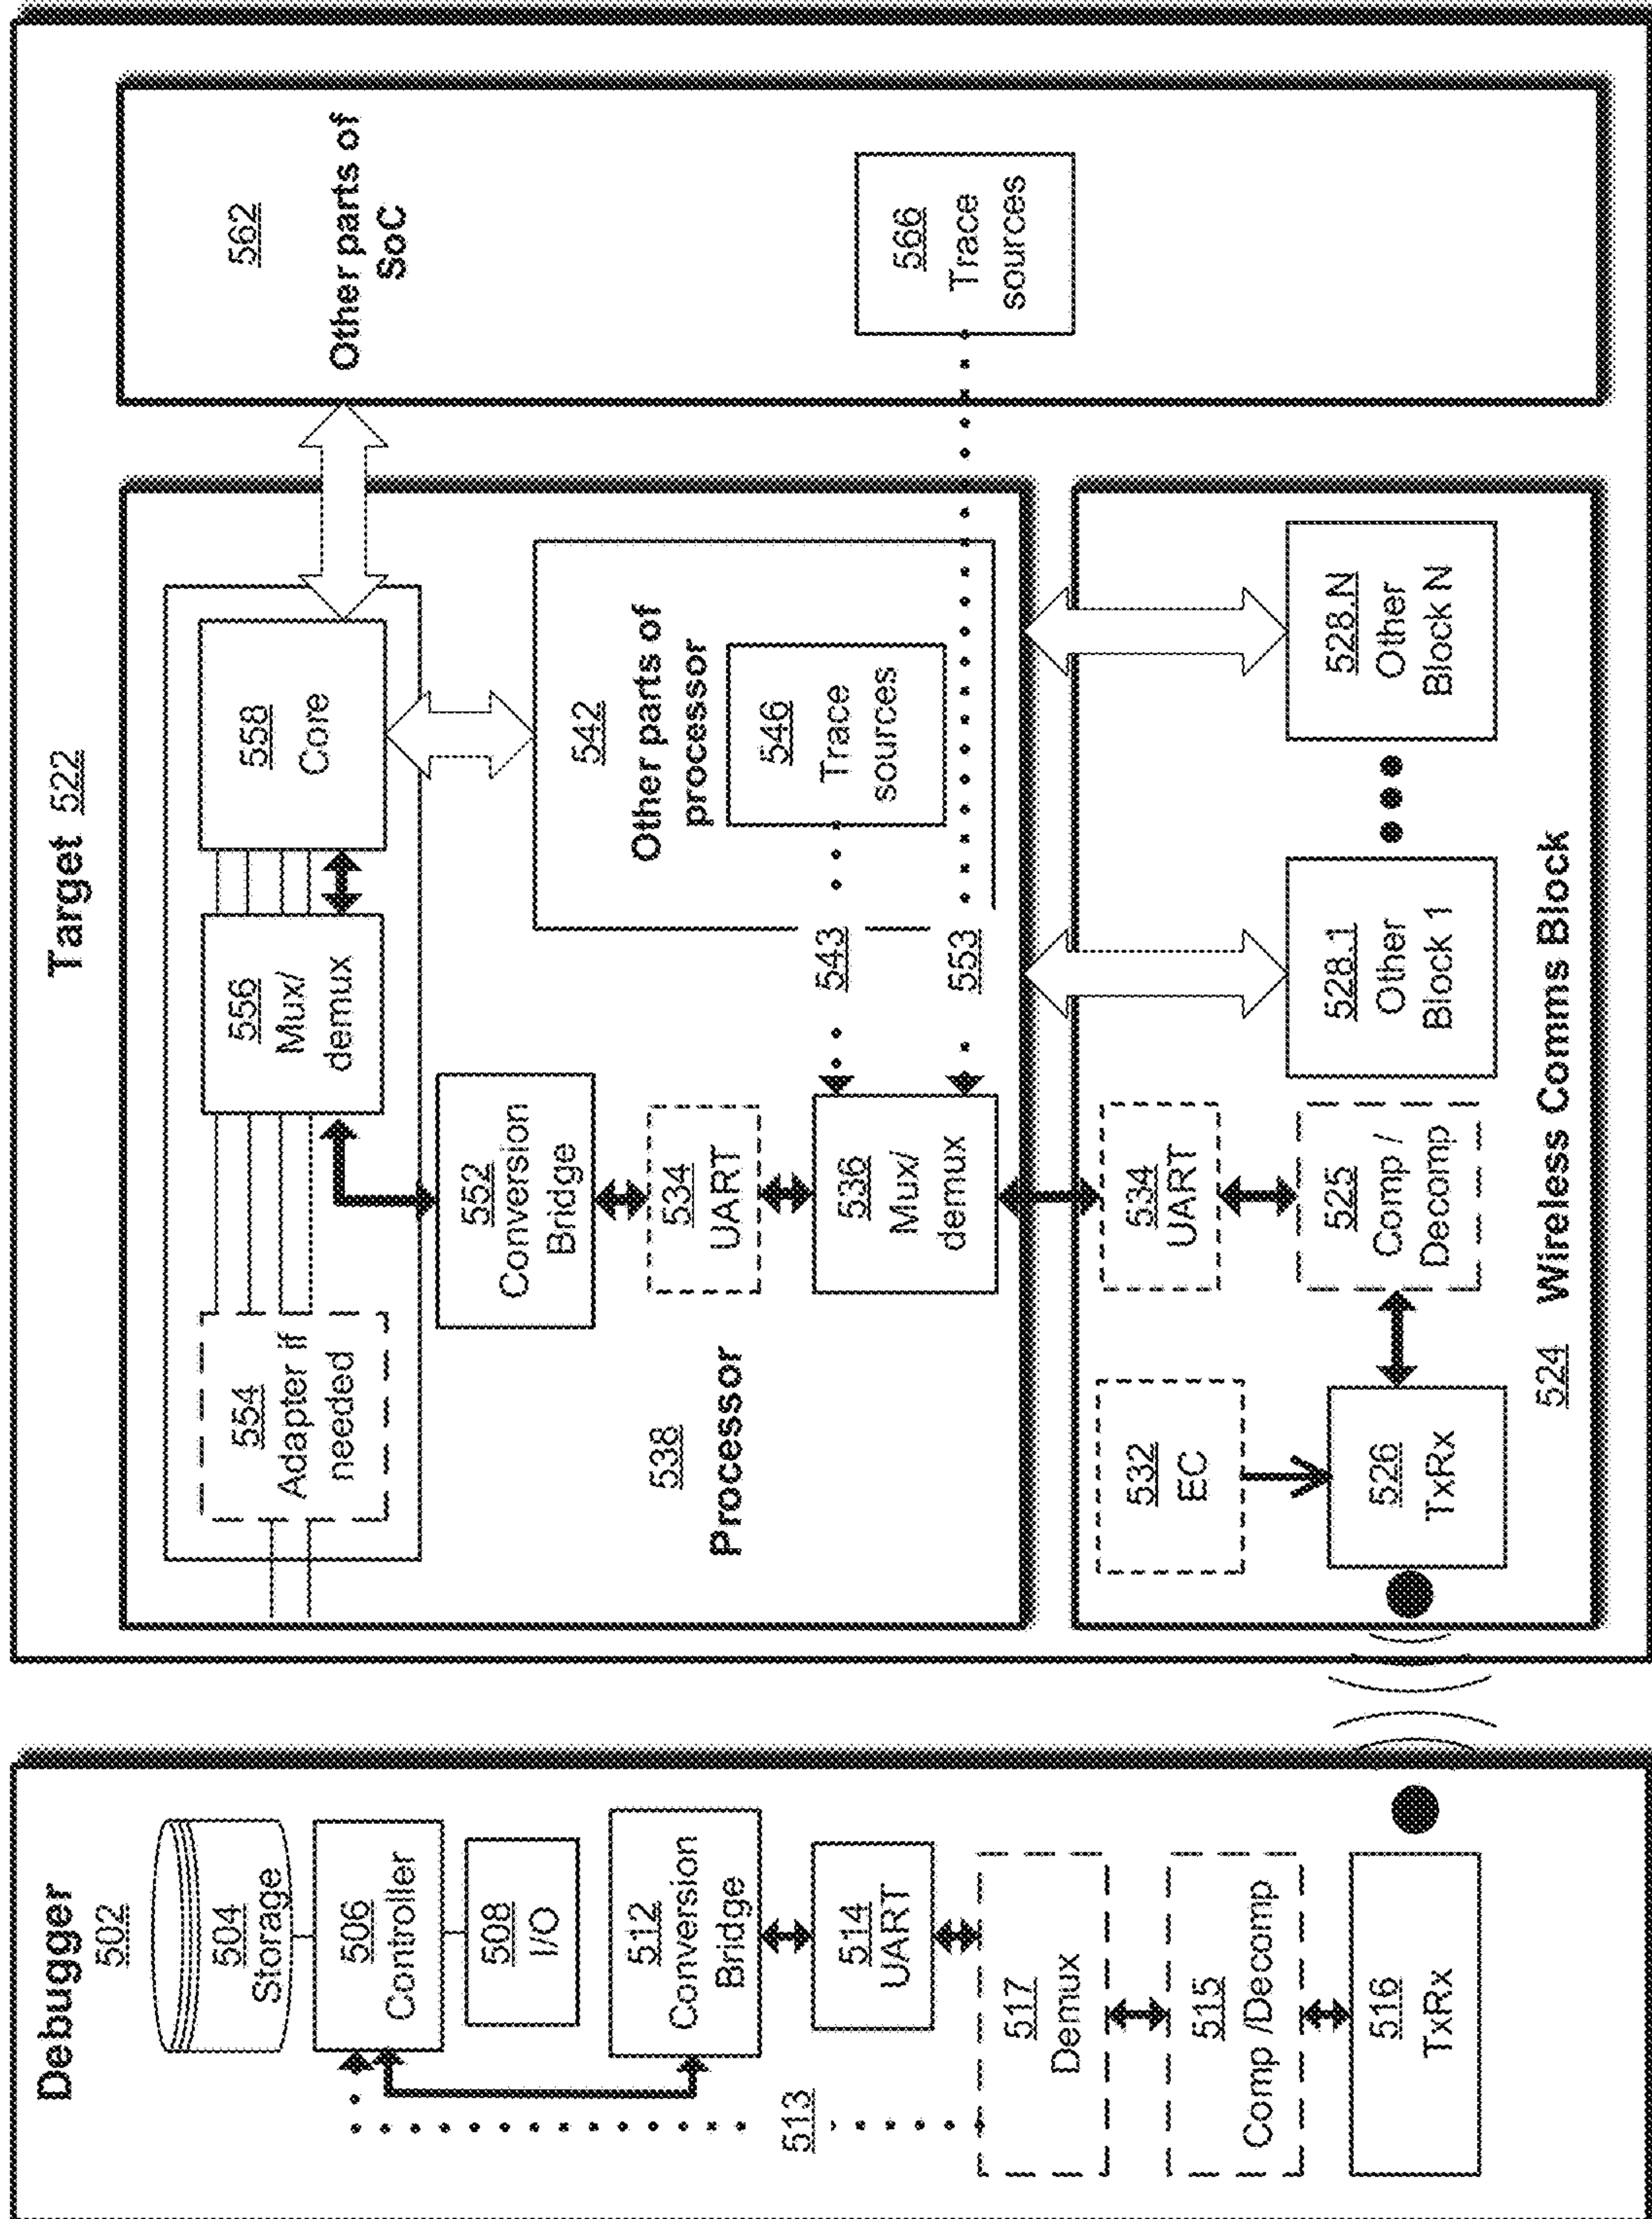 Debugger
502
504
Storage
506
Controller
508
I/O
512
Conversion
Bridge
513
514
UART
517
Demux
515
Comp /Decomp
516
TxRx
Target 522
554
Adapter if
needed
556
Mux/
demux
558
Core
538
Processor
552
Conversion
Bridge
534
UART
536
Mux/
demux
543
553
542
Other parts of
processor
546
Trace
sources
562
Other parts of
SoC
566
Trace
sources
532
EC
526
TxRx
534
UART
525
Comp /
Decomp
528.1
Other
Block 1
528.N
Other
Block N
524 Wireless Comms Block